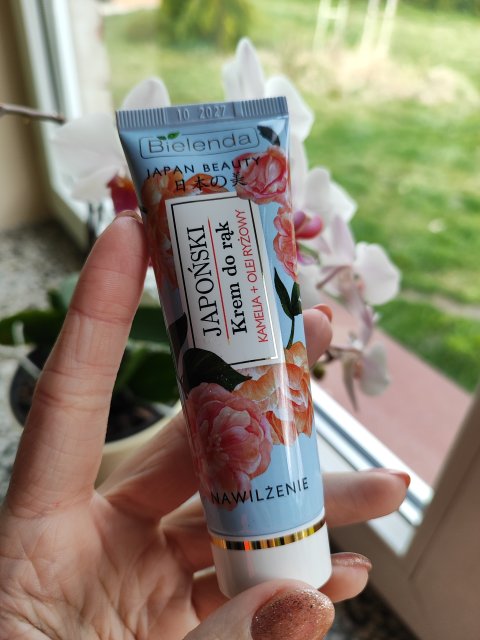 10 2027
Bielenda
JAPAN BEAUTY
日本の美
JAPOŃSKI
Krem do rąk
KAMELIA + OLEJ RYŻOWY
NAWILŻENIE